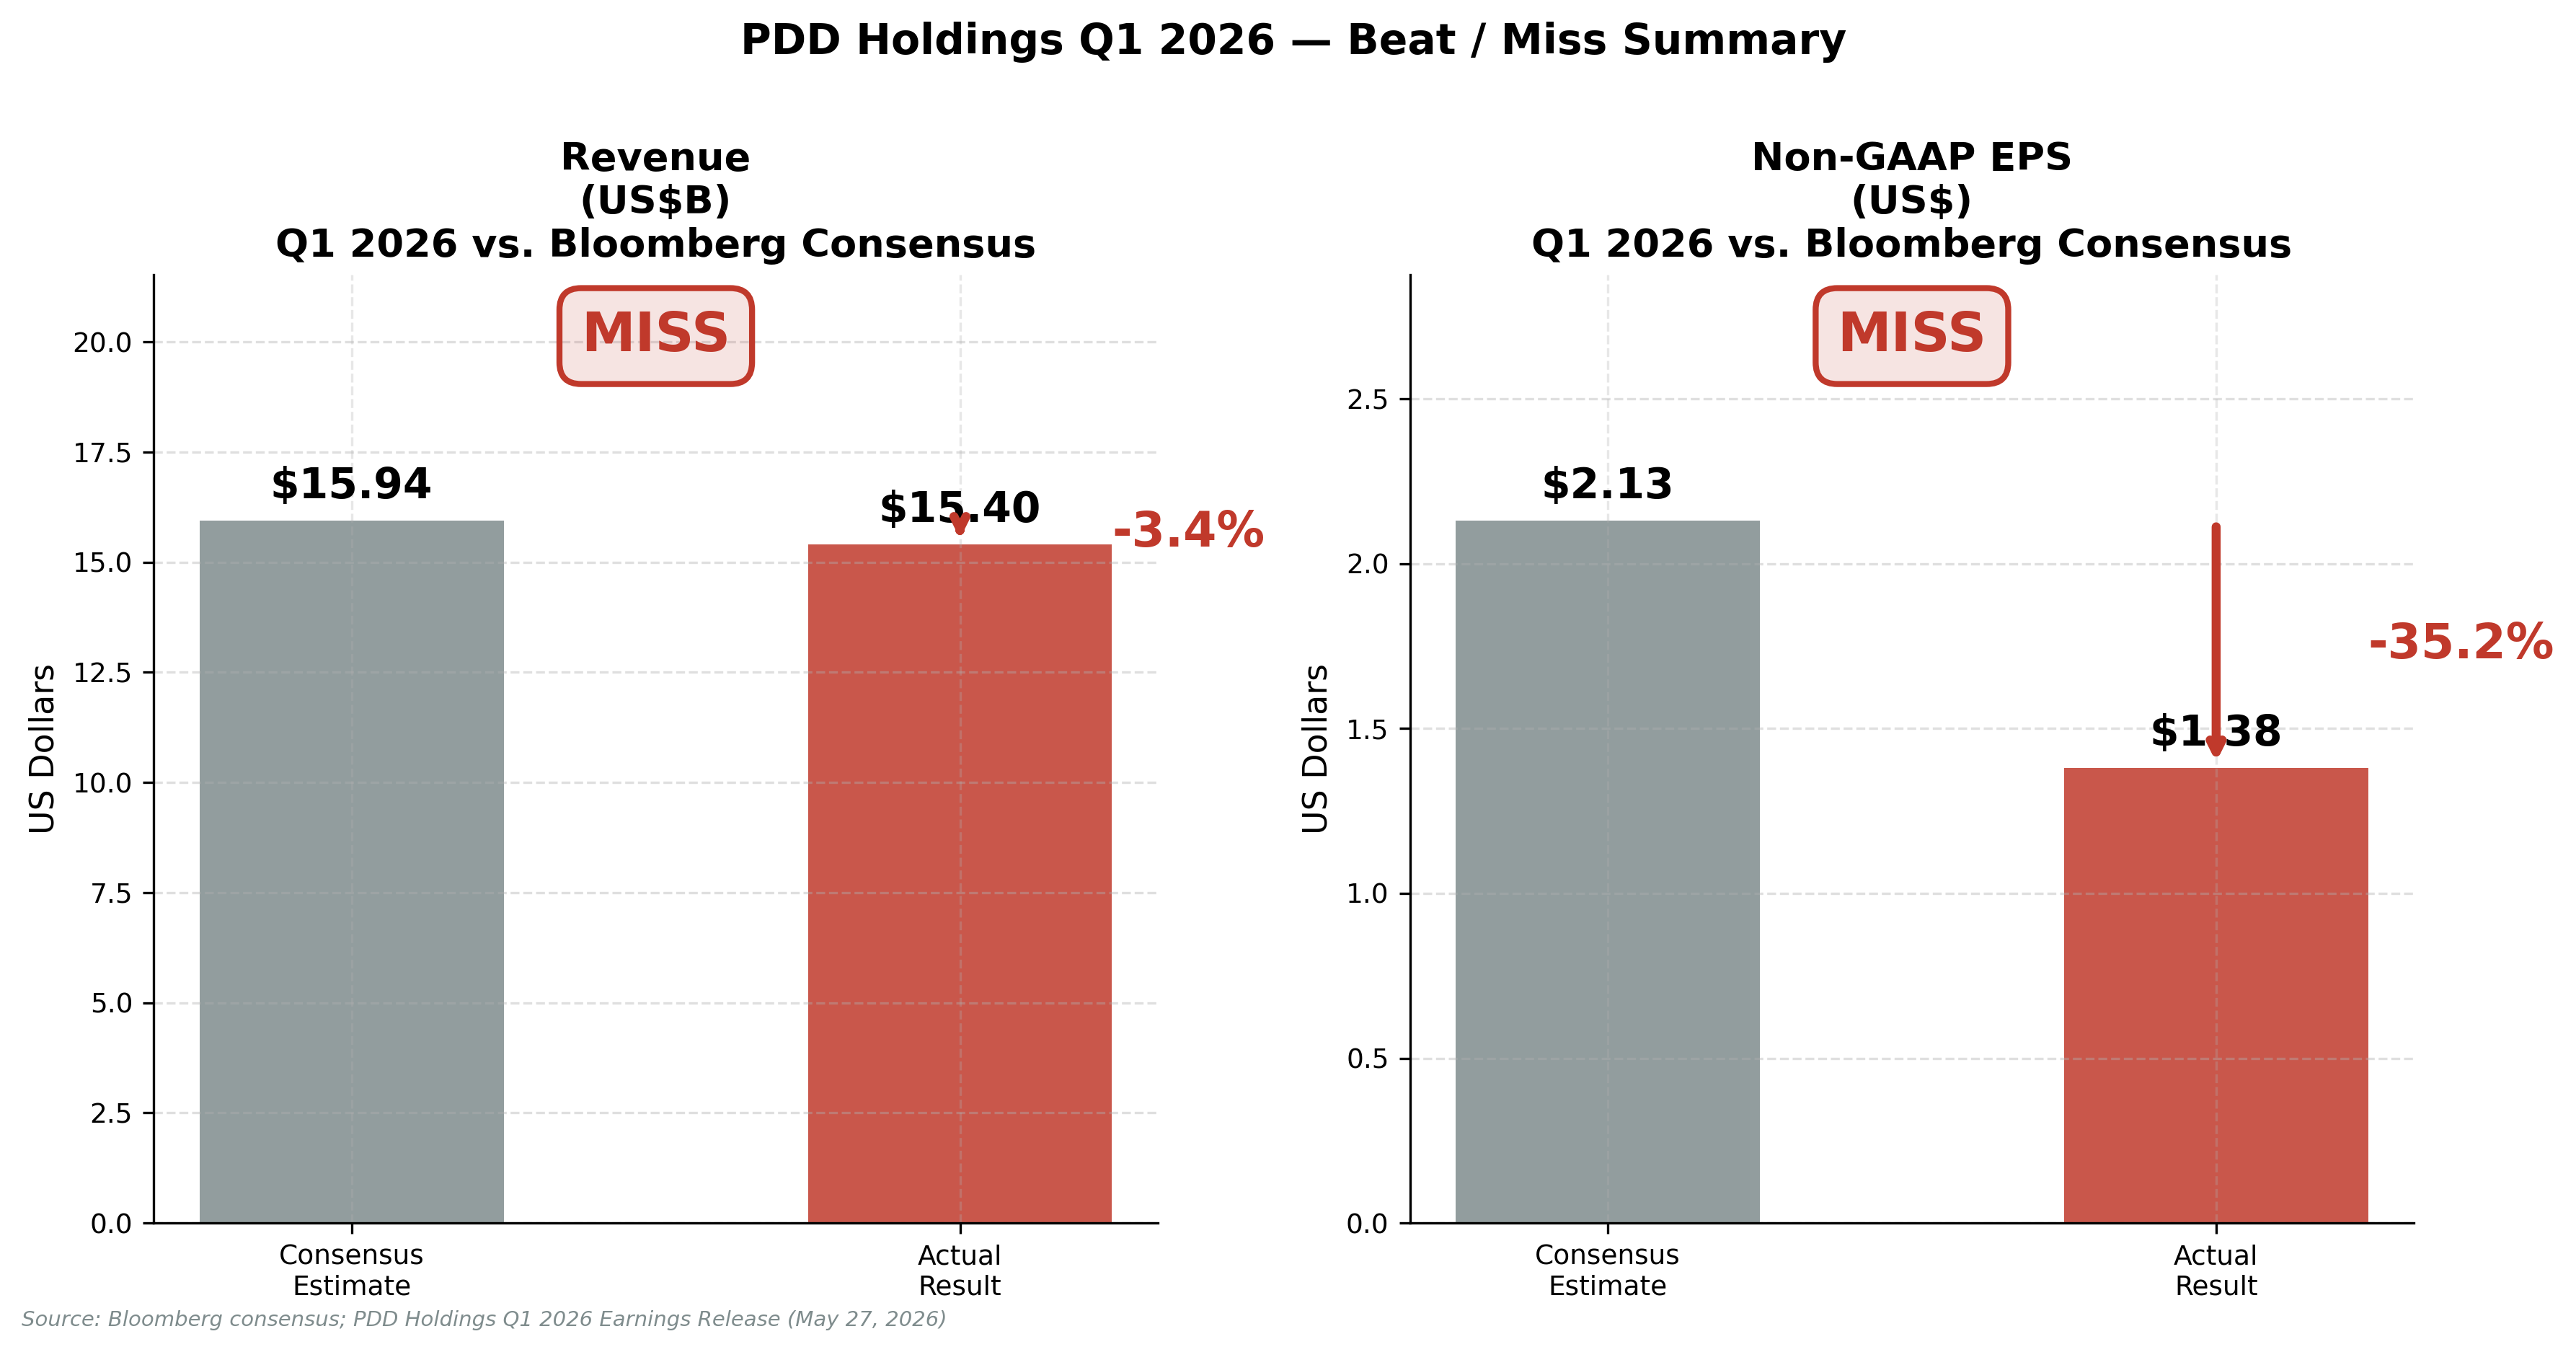 PDD Holdings Q1 2026 — Beat / Miss Summary
Revenue
(US$B)
Q1 2026 vs. Bloomberg Consensus
MISS
20.0
17.5
15.0
12.5
10.0
7.5
5.0
2.5
0.0
US Dollars
$15.94
$15.40
-3.4%
Consensus
Estimate
Actual
Result
Non-GAAP EPS
(US$)
Q1 2026 vs. Bloomberg Consensus
MISS
2.5
2.0
1.5
1.0
0.5
0.0
US Dollars
$2.13
$1.38
-35.2%
Consensus
Estimate
Actual
Result
Source: Bloomberg consensus; PDD Holdings Q1 2026 Earnings Release (May 27, 2026)